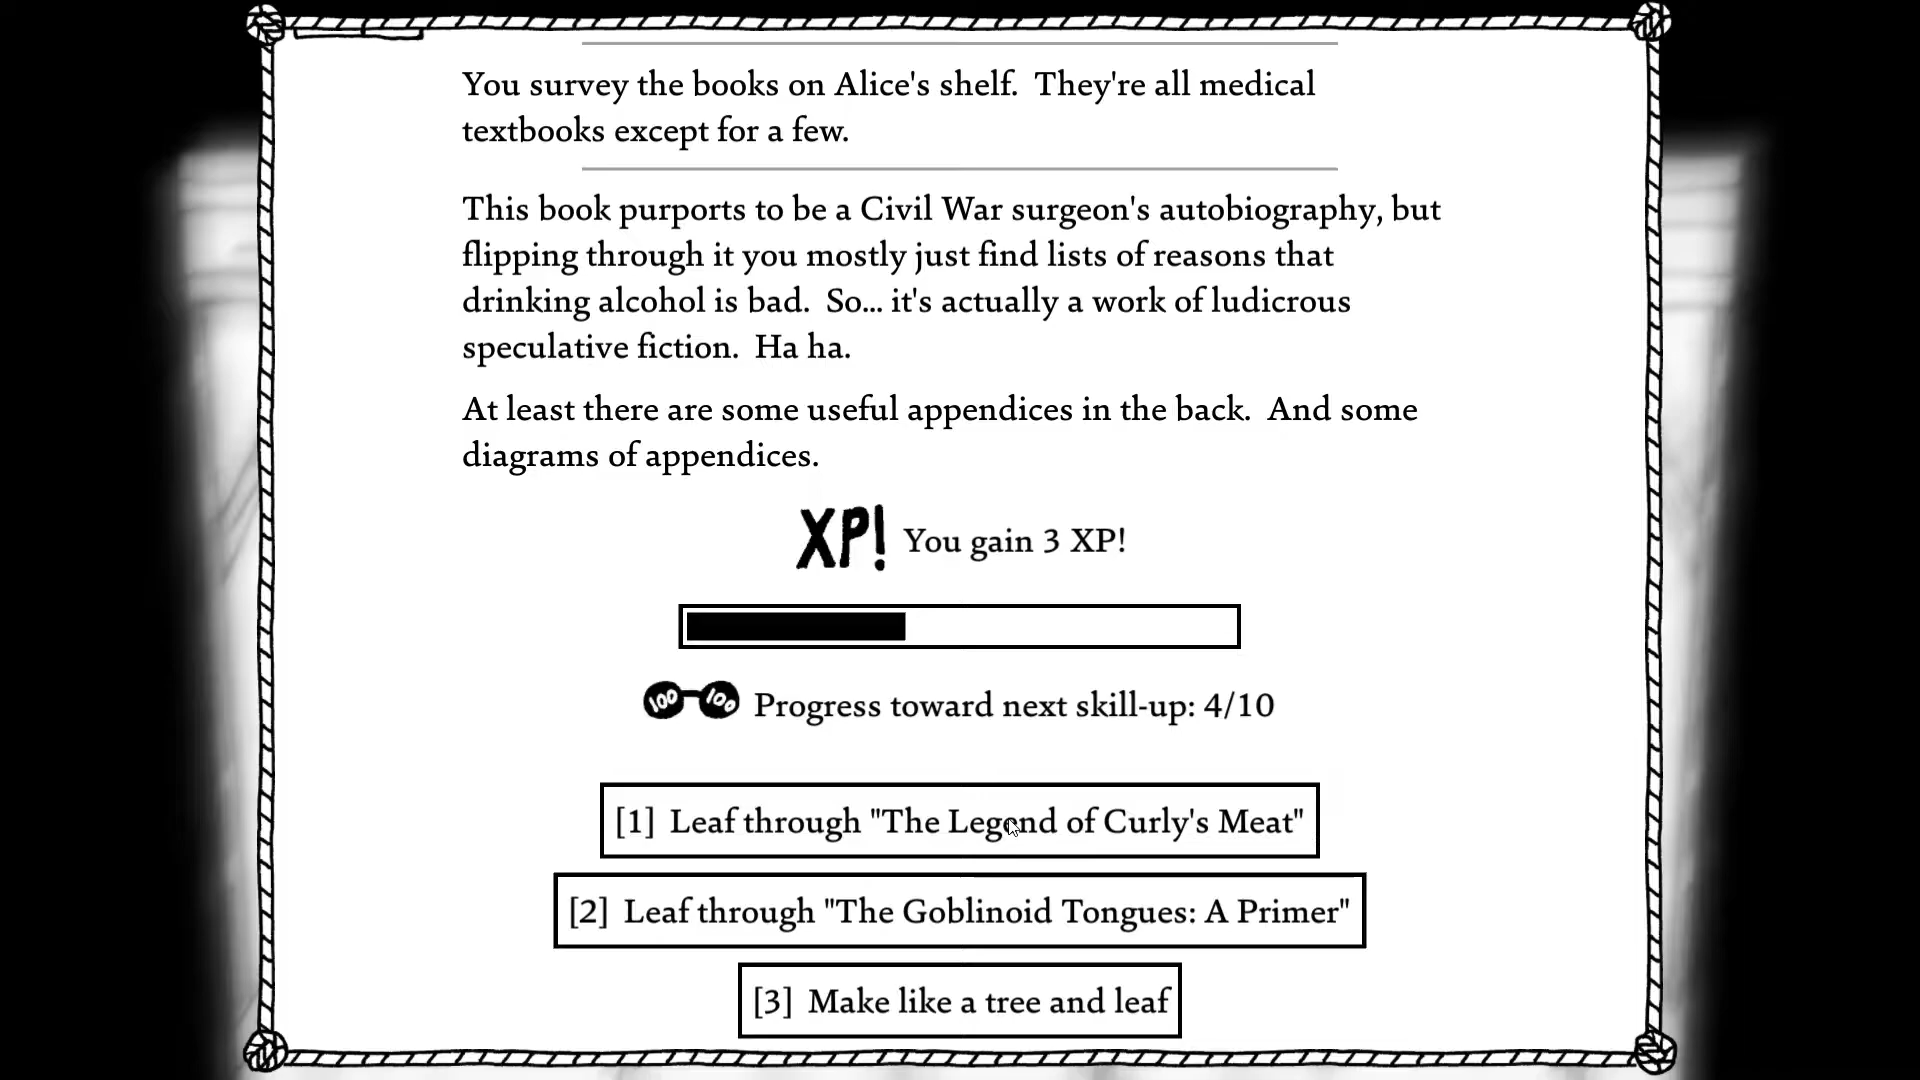 You survey the books on Alice's shelf.  They're all medical
textbooks except for a few.
This book purports to be a Civil War surgeon's autobiography, but
flipping through it you mostly just find lists of reasons that
drinking alcohol is bad.  So... it's actually a work of ludicrous
speculative fiction.  Ha ha.
At least there are some useful appendices in the back.  And some
diagrams of appendices.
XP! You gain 3 XP!
100 100 Progress toward next skill-up: 4/10
[1] Leaf through "The Legend of Curly's Meat"
[2] Leaf through "The Goblinoid Tongues: A Primer"
[3] Make like a tree and leaf